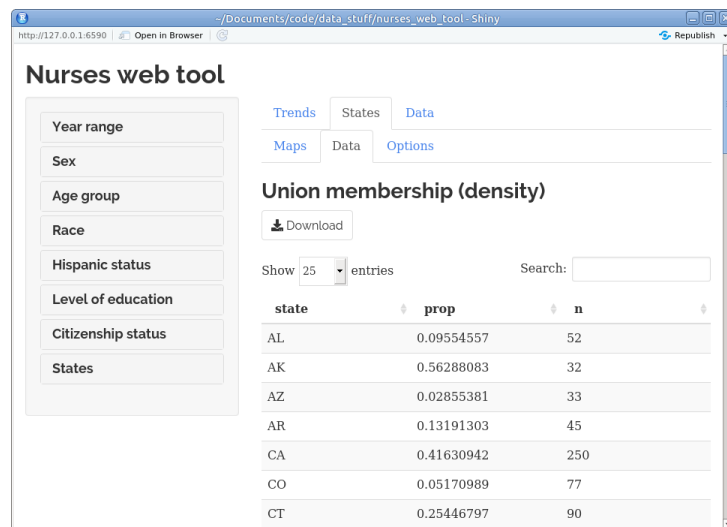 ~/Documents/code/data_stuff/nurses_web_tool - Shiny
http://127.0.0.1:6590 Open in Browser Republish
Nurses web tool
Year range
Sex
Age group
Race
Hispanic status
Level of education
Citizenship status
States
Trends States Data
Maps Data Options
Union membership (density)
Download
Show 25 entries Search:
state prop n
AL 0.09554557 52
AK 0.56288083 32
AZ 0.02855381 33
AR 0.13191303 45
CA 0.41630942 250
CO 0.05170989 77
CT 0.25446797 90